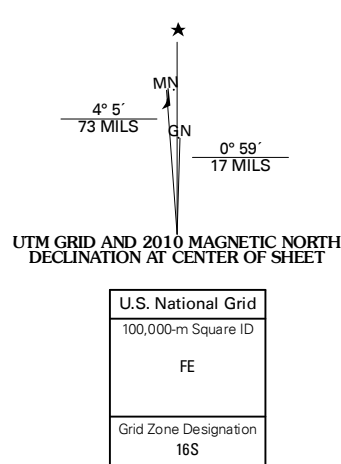 MN
4° 5´
73 MILS
GN
0° 59´
17 MILS
UTM GRID AND 2010 MAGNETIC NORTH
DECLINATION AT CENTER OF SHEET
U.S. National Grid
100,000-m Square ID
FE
Grid Zone Designation
16S